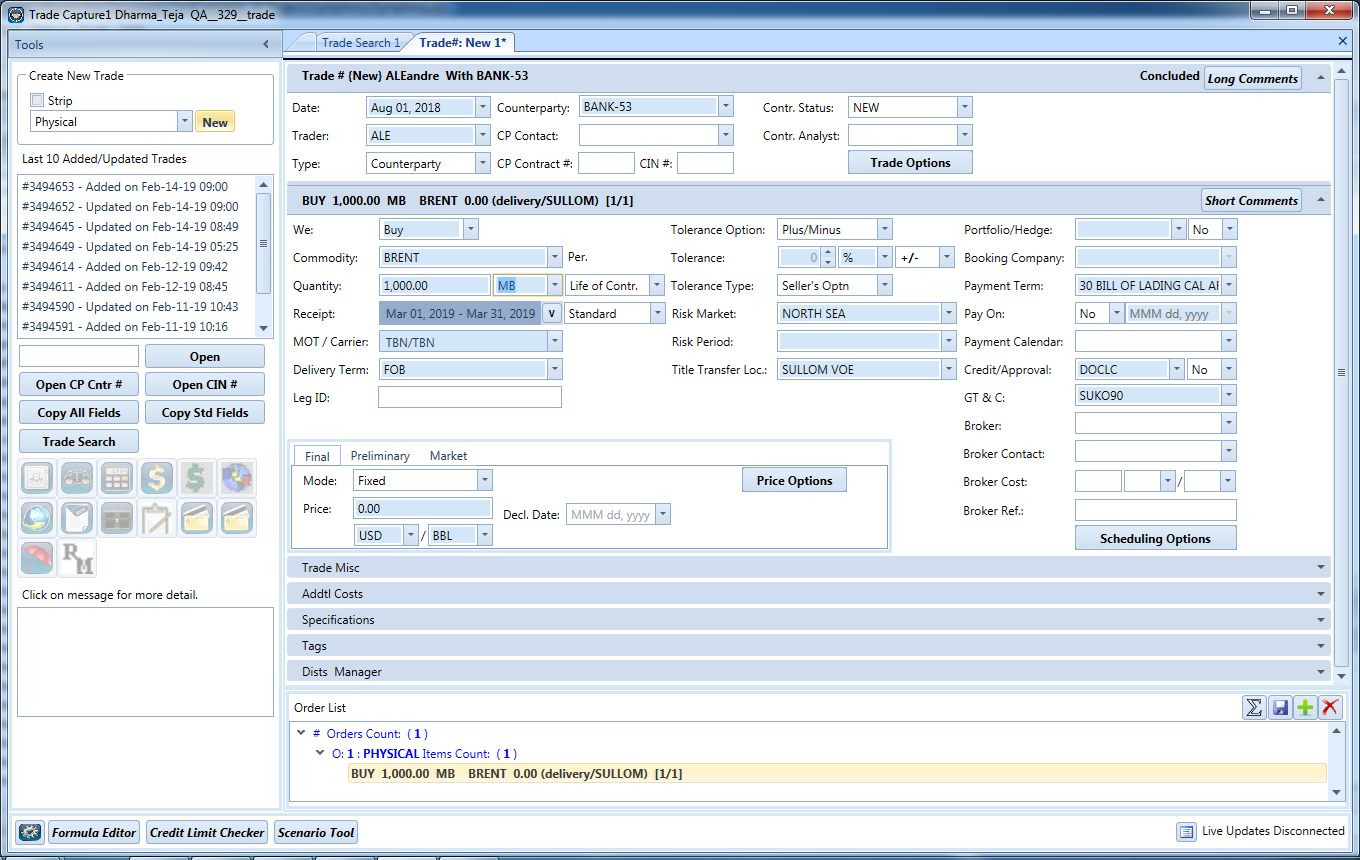 Trade Capture1 Dharma_Teja QA__329__trade
Tools
Create New Trade
Strip
Physical
New
Last 10 Added/Updated Trades
#3494653 - Added on Feb-14-19 09:00
#3494652 - Updated on Feb-14-19 09:00
#3494645 - Updated on Feb-14-19 08:49
#3494649 - Updated on Feb-14-19 05:25
#3494614 - Added on Feb-12-19 09:42
#3494611 - Added on Feb-12-19 08:45
#3494590 - Updated on Feb-11-19 10:43
#3494591 - Added on Feb-11-19 10:16
Open
Open CP Cntr # Open CIN #
Copy All Fields Copy Std Fields
Trade Search
RM
Click on message for more detail.
Trade Search 1 Trade#: New 1*
Trade # {New} ALEandre With BANK-53 Concluded Long Comments
Date: Aug 01, 2018 Counterparty: BANK-53 Contr. Status: NEW
Trader: ALE CP Contact: Contr. Analyst:
Type: Counterparty CP Contract #: CIN #: Trade Options
BUY 1,000.00 MB BRENT 0.00 (delivery/SULLOM) [1/1] Short Comments
We: Buy Tolerance Option: Plus/Minus Portfolio/Hedge: No
Commodity: BRENT Per. Tolerance: 0 % +/- Booking Company:
Quantity: 1,000.00 MB Life of Contr. Tolerance Type: Seller's Optn Payment Term: 30 BILL OF LADING CAL AF
Receipt: Mar 01, 2019 - Mar 31, 2019 v Standard Risk Market: NORTH SEA Pay On: No MMM dd, yyyy
MOT / Carrier: TBN/TBN Risk Period: Payment Calendar:
Delivery Term: FOB Title Transfer Loc.: SULLOM VOE Credit/Approval: DOCLC No
Leg ID: GT & C: SUKO90
Broker:
Broker Contact:
Broker Cost: /
Broker Ref.:
Scheduling Options
Final Preliminary Market
Mode: Fixed Price Options
Price: 0.00 Decl. Date: MMM dd, yyyy
USD / BBL
Trade Misc
Addtl Costs
Specifications
Tags
Dists Manager
Order List
# Orders Count: ( 1 )
O: 1 : PHYSICAL Items Count: ( 1 )
BUY 1,000.00 MB BRENT 0.00 (delivery/SULLOM) [1/1]
Formula Editor Credit Limit Checker Scenario Tool Live Updates Disconnected